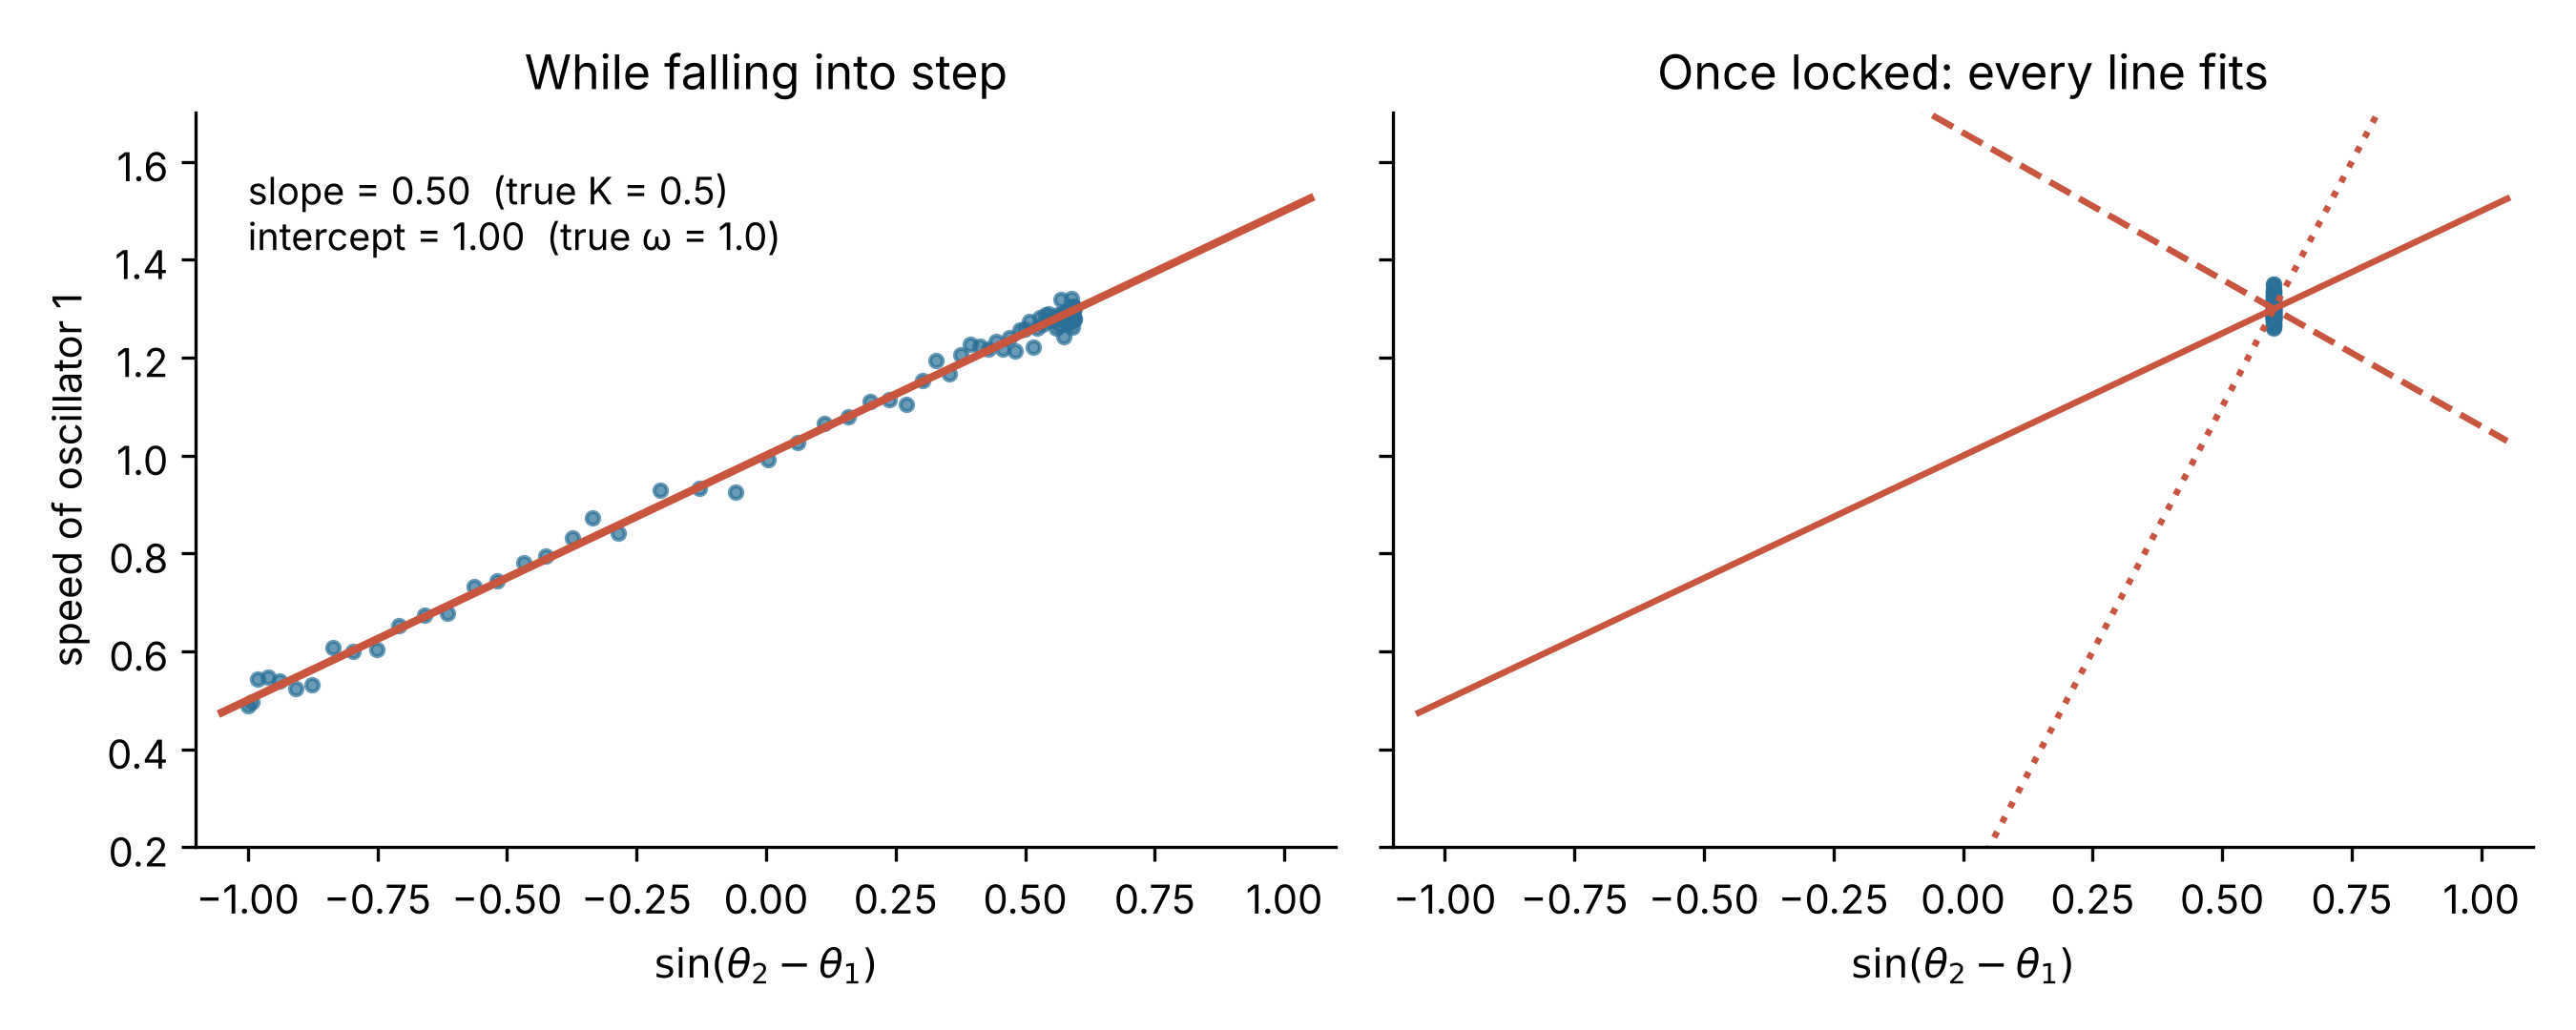 While falling into step
Once locked: every line fits
slope = 0.50 (true K = 0.5)
intercept = 1.00 (true ω = 1.0)
speed of oscillator 1
1.6
1.4
1.2
1.0
0.8
0.6
0.4
0.2
−1.00 −0.75 −0.50 −0.25 0.00 0.25 0.50 0.75 1.00
sin(θ₂ − θ₁)
−1.00 −0.75 −0.50 −0.25 0.00 0.25 0.50 0.75 1.00
sin(θ₂ − θ₁)